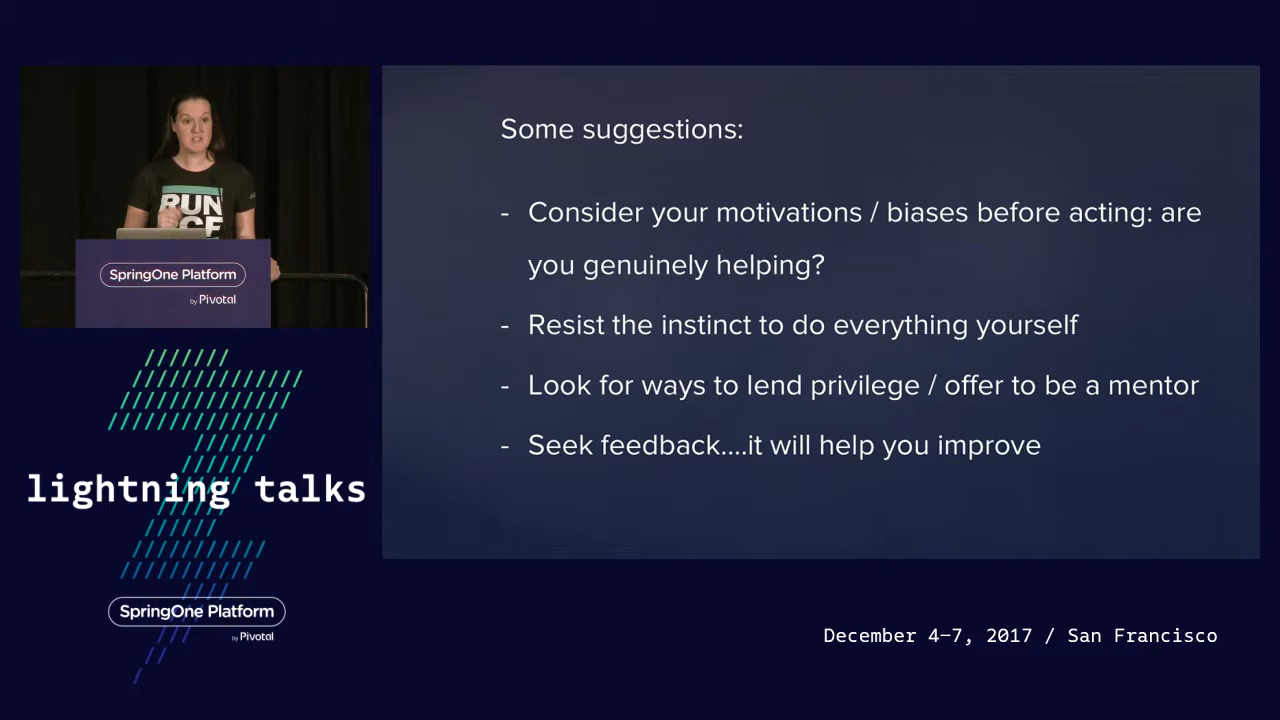 RUN
SpringOne Platform
by Pivotal
Some suggestions:
- Consider your motivations / biases before acting: are
you genuinely helping?
- Resist the instinct to do everything yourself
- Look for ways to lend privilege / offer to be a mentor
- Seek feedback....it will help you improve
lightning talks
SpringOne Platform
by Pivotal
December 4–7, 2017 / San Francisco